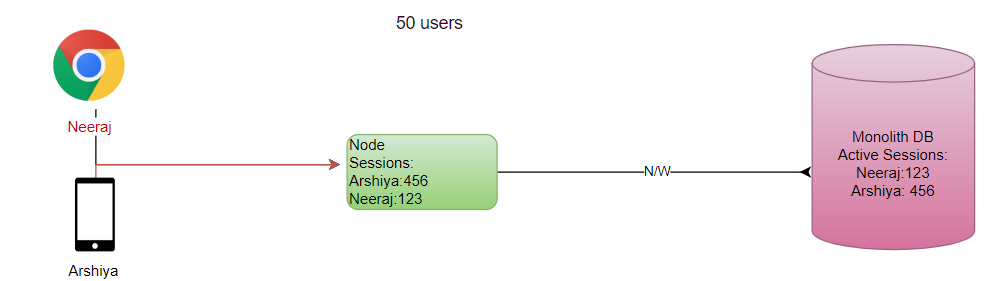 50 users
Neeraj
Node
Sessions:
Arshiya:456
Neeraj:123
N/W
Monolith DB
Active Sessions:
Neeraj:123
Arshiya: 456
Arshiya